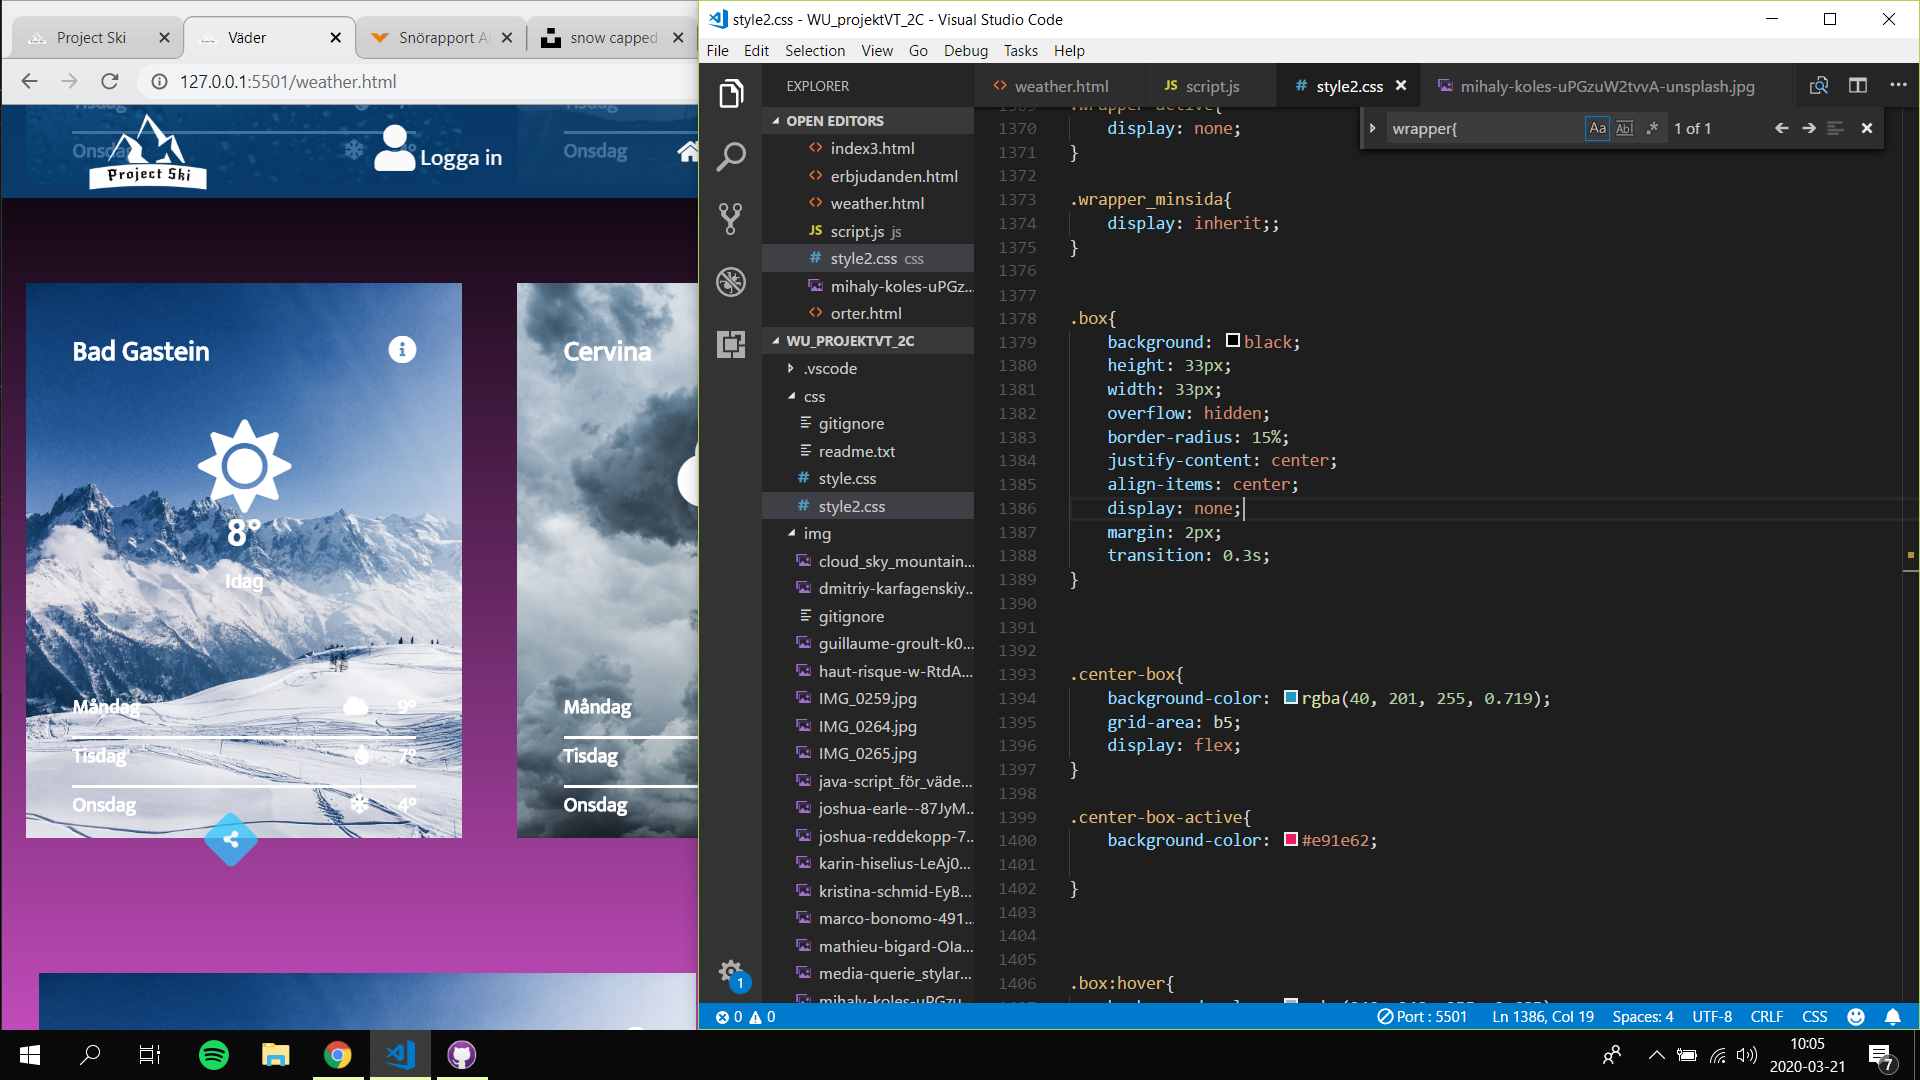 Project Ski
Väder
Snörapport Al
snow capped
127.0.0.1:5501/weather.html
Onsdag
Project Ski
Logga in
Onsdag
Bad Gastein
8°
Idag
Måndag 9°
Tisdag 7°
Onsdag 4°
Cervina
Måndag
Tisdag
Onsdag
style2.css - WU_projektVT_2C - Visual Studio Code
File Edit Selection View Go Debug Tasks Help
EXPLORER
OPEN EDITORS
index3.html
erbjudanden.html
weather.html
script.js js
style2.css css
mihaly-koles-uPGz...
orter.html
WU_PROJEKTVT_2C
.vscode
css
gitignore
readme.txt
style.css
style2.css
img
cloud_sky_mountain...
dmitriy-karfagenskiy...
gitignore
guillaume-groult-k0...
haut-risque-w-RtdA...
IMG_0259.jpg
IMG_0264.jpg
IMG_0265.jpg
java-script_för_väde...
joshua-earle--87JyM...
joshua-reddekopp-7...
karin-hiselius-LeAj0...
kristina-schmid-EyB...
marco-bonomo-491...
mathieu-bigard-OIa...
media-querie_stylar...
mihaly-koles-uPGzu...
1
weather.html
JS script.js
# style2.css
mihaly-koles-uPGzuW2tvvA-unsplash.jpg
wrapper{ Aa Abl .* 1 of 1
1369 .wrapper-active{
1370 display: none;
1371 }
1372
1373 .wrapper_minsida{
1374 display: inherit;;
1375 }
1376
1377
1378 .box{
1379 background: black;
1380 height: 33px;
1381 width: 33px;
1382 overflow: hidden;
1383 border-radius: 15%;
1384 justify-content: center;
1385 align-items: center;
1386 display: none;
1387 margin: 2px;
1388 transition: 0.3s;
1389 }
1390
1391
1392
1393 .center-box{
1394 background-color: rgba(40, 201, 255, 0.719);
1395 grid-area: b5;
1396 display: flex;
1397 }
1398
1399 .center-box-active{
1400 background-color: #e91e62;
1401
1402 }
1403
1404
1405
1406 .box:hover{
0 0
Port : 5501 Ln 1386, Col 19 Spaces: 4 UTF-8 CRLF CSS
10:05
2020-03-21
7